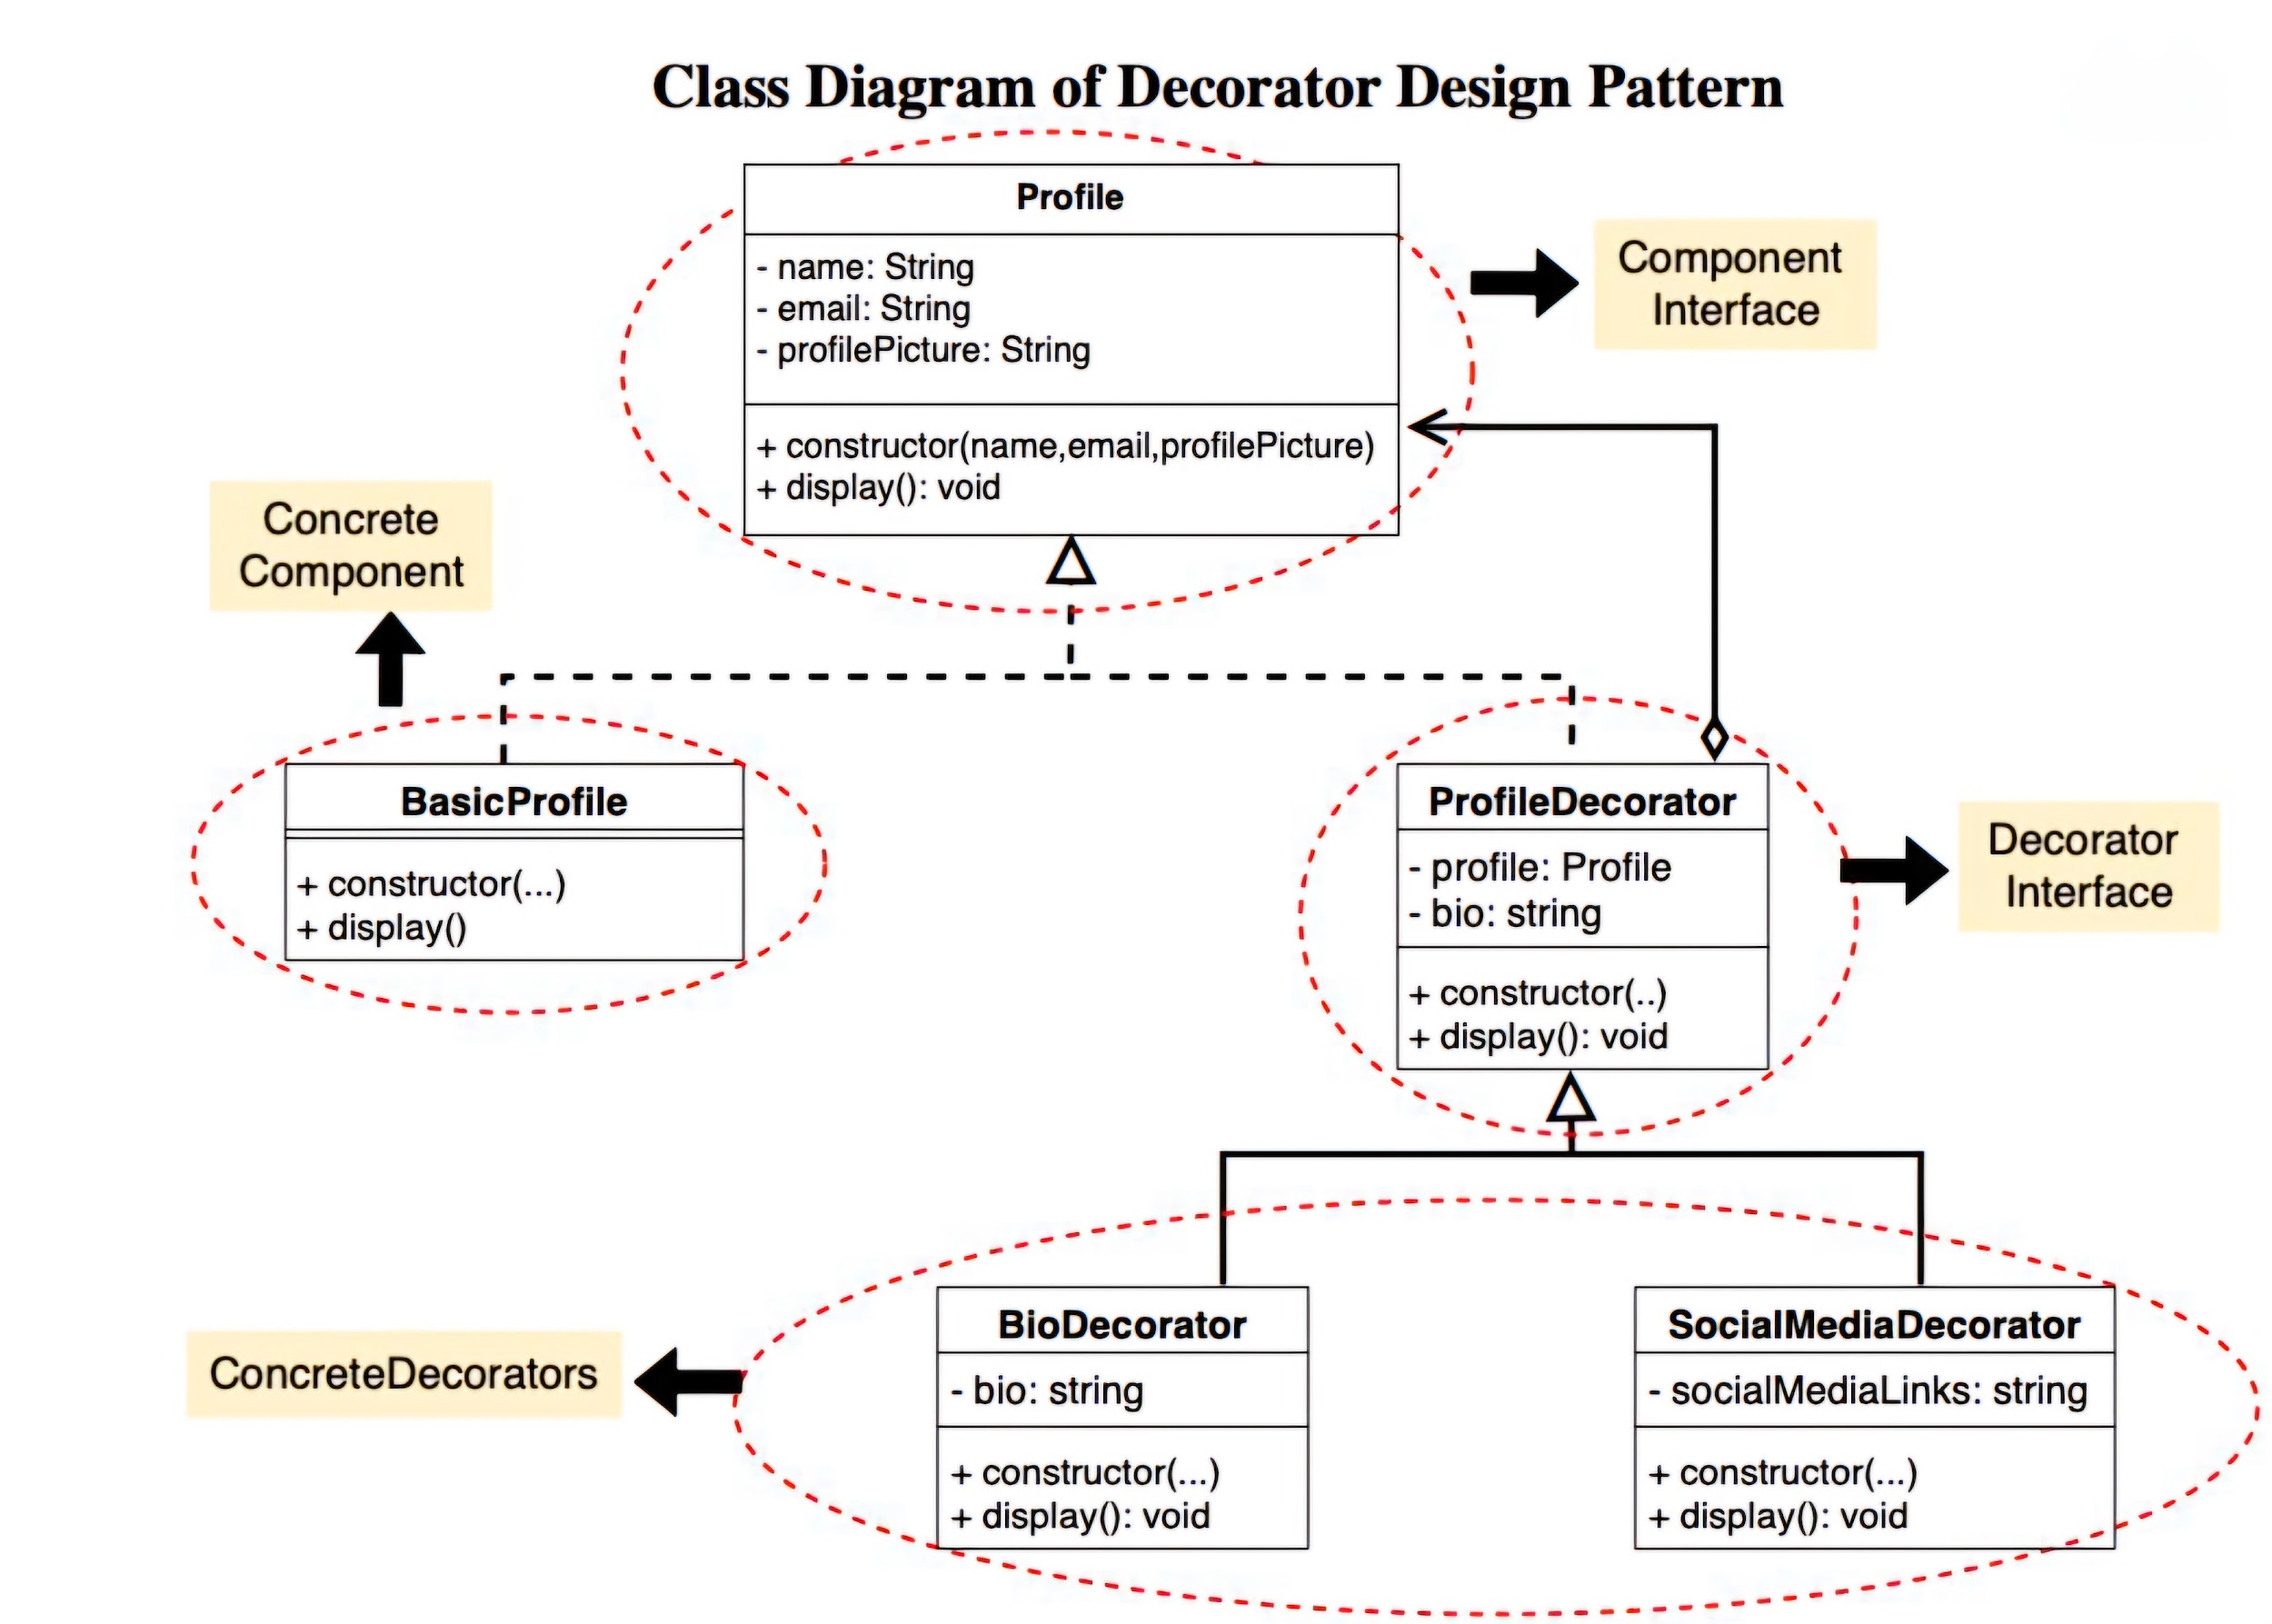 Class Diagram of Decorator Design Pattern
Profile
- name: String
- email: String
- profilePicture: String
+ constructor(name,email,profilePicture)
+ display(): void
Component
Interface
Concrete
Component
BasicProfile
+ constructor(...)
+ display()
ProfileDecorator
- profile: Profile
- bio: string
+ constructor(..)
+ display(): void
Decorator
Interface
ConcreteDecorators
BioDecorator
- bio: string
+ constructor(...)
+ display(): void
SocialMediaDecorator
- socialMediaLinks: string
+ constructor(...)
+ display(): void